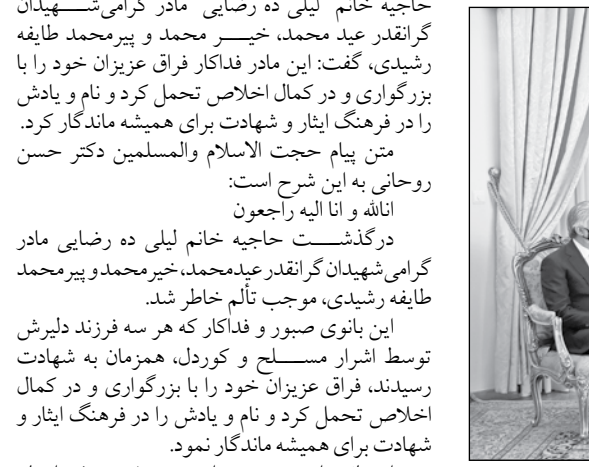 حاجیه خانم لیلی ده رضایی مادر گرامی شهیدان
گرانقدر عید محمد، خیر محمد و پیرمحمد طایفه
رشیدی، گفت: این مادر فداکار فراق عزیزان خود را با
بزرگواری و در کمال اخلاص تحمل کرد و نام و یادش
را در فرهنگ ایثار و شهادت برای همیشه ماندگار کرد.
متن پیام حجت الاسلام والمسلمین دکتر حسن
روحانی به این شرح است:
انالله و انا الیه راجعون
درگذشت حاجیه خانم لیلی ده رضایی مادر
گرامی شهیدان گرانقدر عیدمحمد، خیرمحمد و پیرمحمد
طایفه رشیدی، موجب تألم خاطر شد.
این بانوی صبور و فداکار که هر سه فرزند دلیرش
توسط اشرار مسلح و کوردل، همزمان به شهادت
رسیدند، فراق عزیزان خود را با بزرگواری و در کمال
اخلاص تحمل کرد و نام و یادش را در فرهنگ ایثار و
شهادت برای همیشه ماندگار نمود.